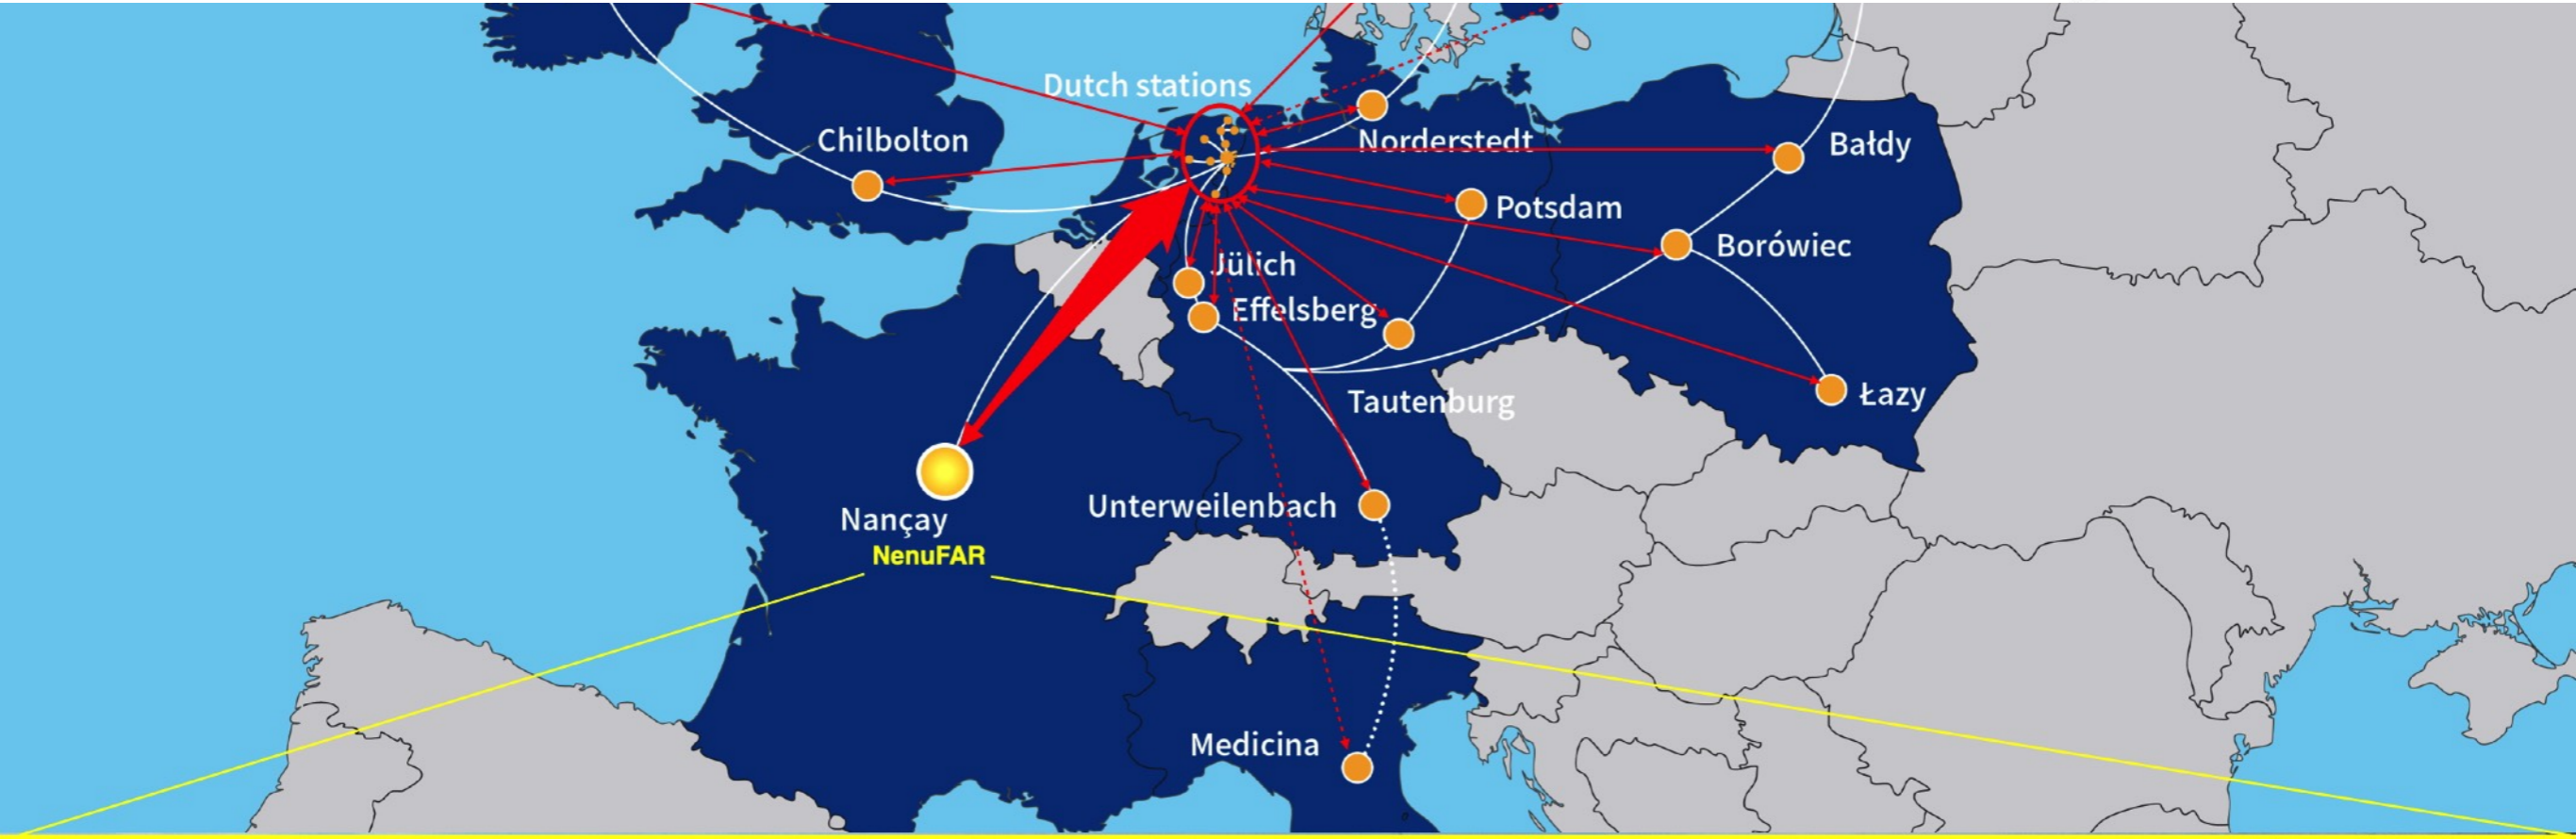 Dutch stations
Chilbolton
Norderstedt
Bałdy
Potsdam
Borówiec
Jülich
Effelsberg
Tautenburg
Łazy
Unterweilenbach
Nançay
NenuFAR
Medicina